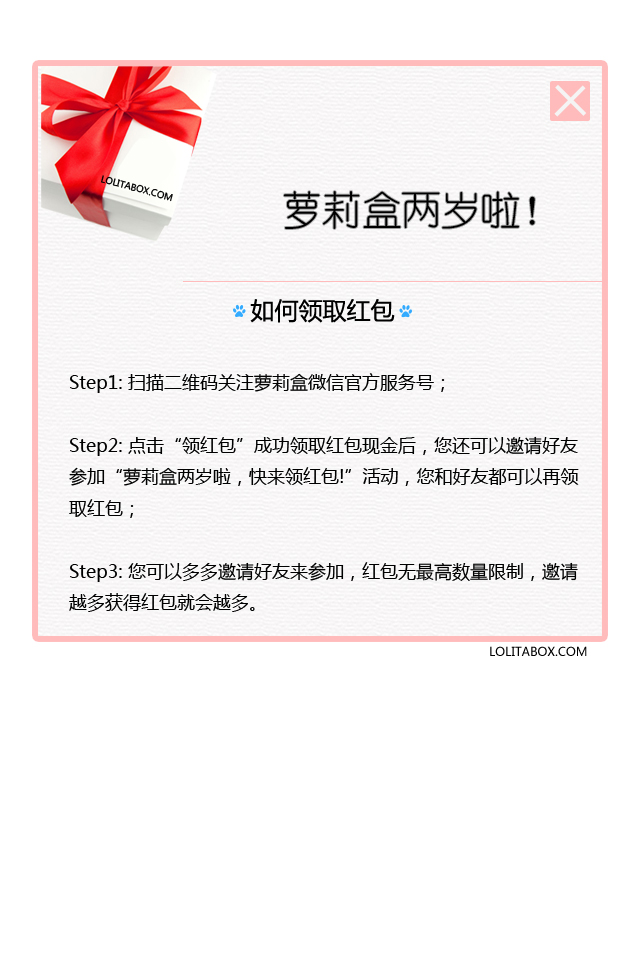 LOLITABOX.COM
萝莉盒两岁啦！
如何领取红包
Step1: 扫描二维码关注萝莉盒微信官方服务号；
Step2: 点击“领红包”成功领取红包现金后，您还可以邀请好友
参加“萝莉盒两岁啦，快来领红包!”活动，您和好友都可以再领
取红包；
Step3: 您可以多多邀请好友来参加，红包无最高数量限制，邀请
越多获得红包就会越多。
LOLITABOX.COM